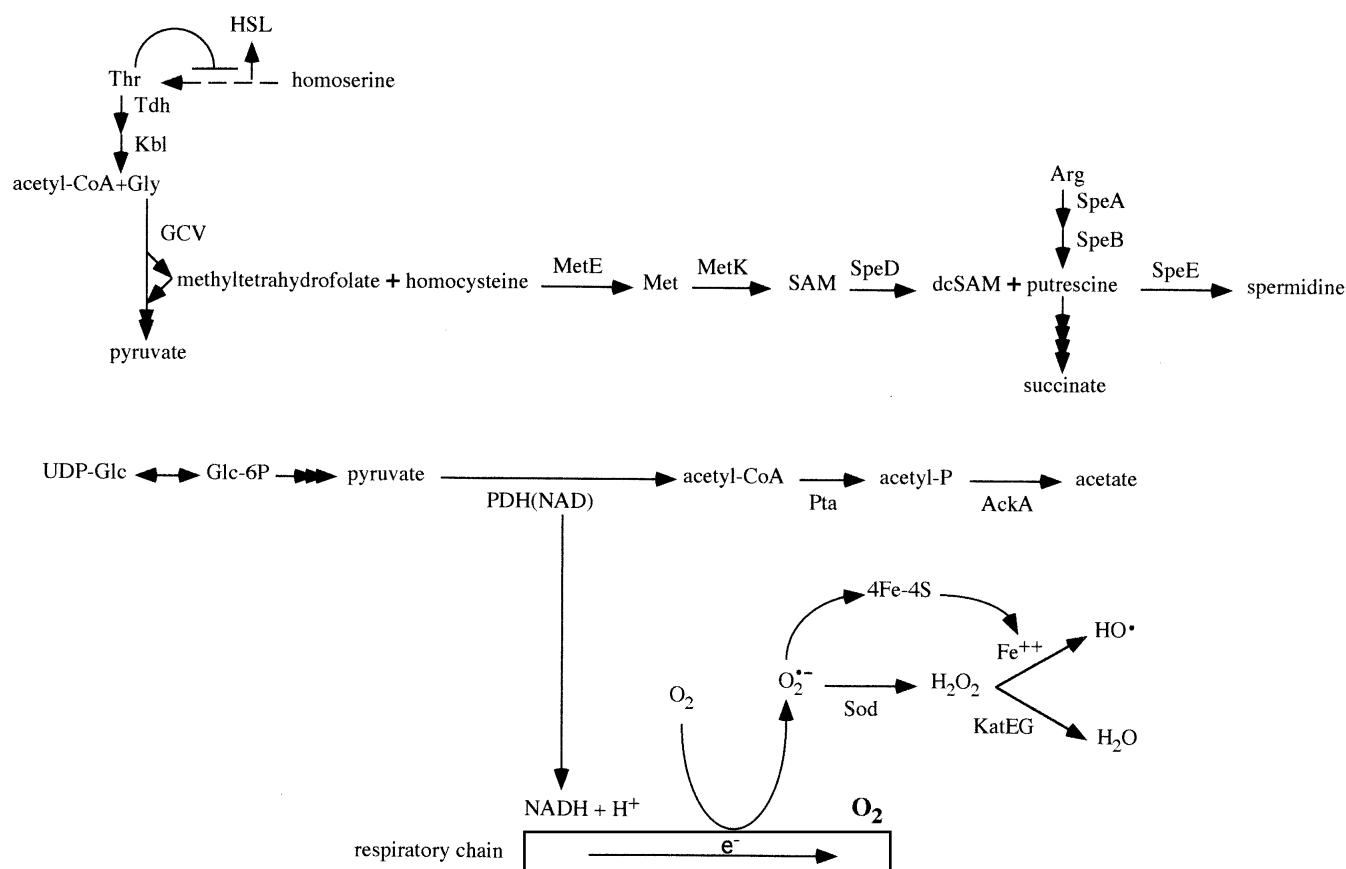 HSL
Thr homoserine
Tdh
Kbl
acetyl-CoA+Gly
GCV
methyltetrahydrofolate + homocysteine MetE Met MetK SAM SpeD dcSAM + putrescine SpeE spermidine
Arg
SpeA
SpeB
pyruvate
succinate
UDP-Glc Glc-6P pyruvate acetyl-CoA acetyl-P acetate
PDH(NAD) Pta AckA
4Fe-4S
Fe++ HO•
O2 O2•− H2O2
Sod KatEG
H2O
NADH + H+ O2
respiratory chain e-